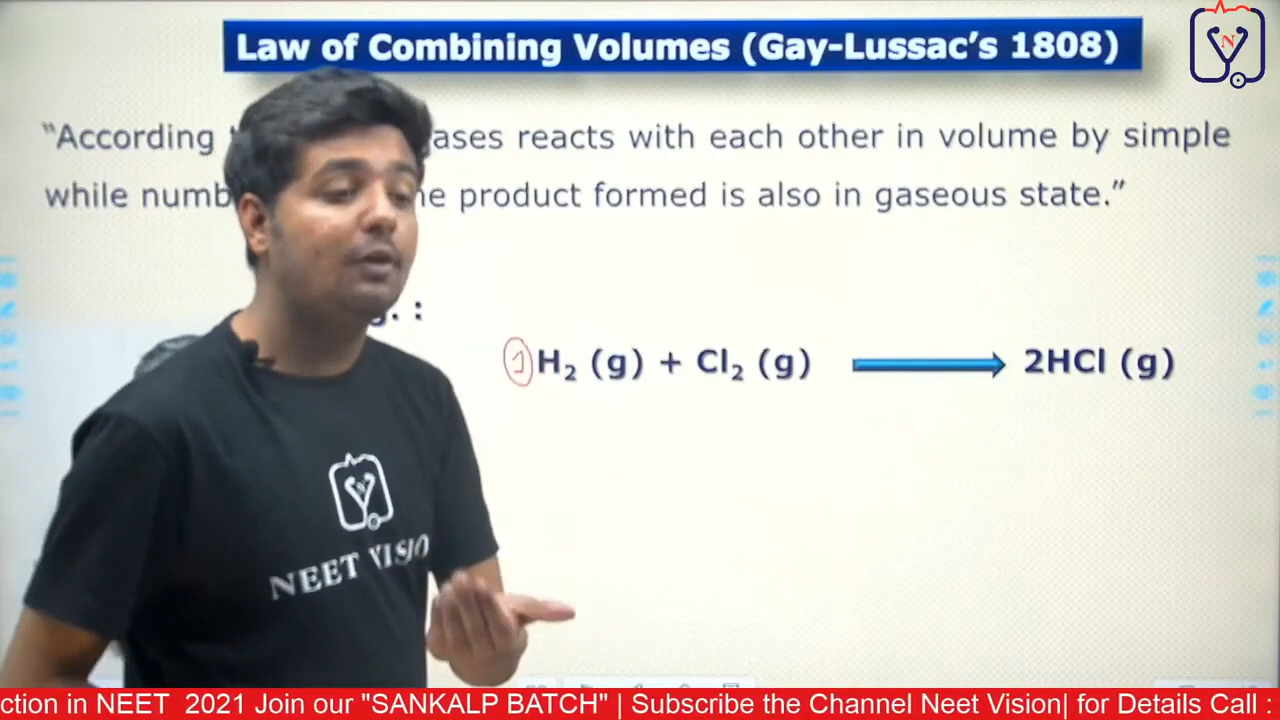 Law of Combining Volumes (Gay-Lussac's 1808)
N
“According ases reacts with each other in volume by simple
while numb e product formed is also in gaseous state.”
g. :
1 H₂ (g) + Cl₂ (g) 2HCl (g)
N
NEET VISIO
ction in NEET 2021 Join our "SANKALP BATCH" | Subscribe the Channel Neet Vision| for Details Call :